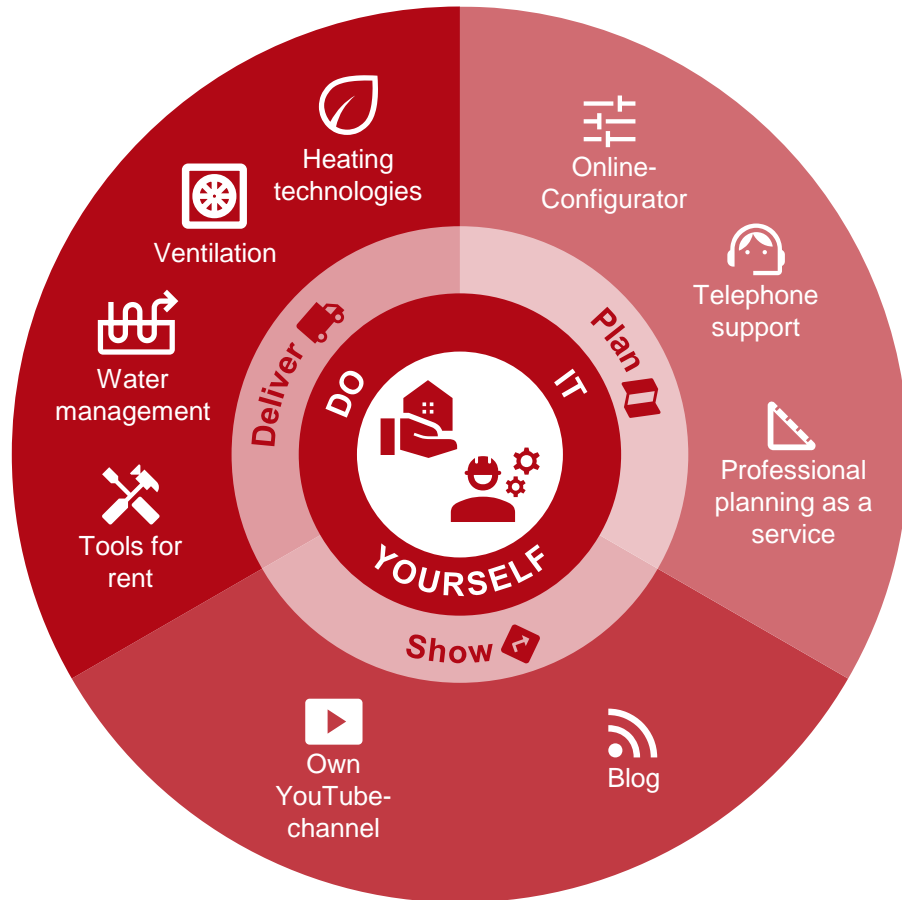 Heating
technologies
Ventilation
Water
management
Tools for
rent
Online-
Configurator
Telephone
support
Professional
planning as a
service
Own
YouTube-
channel
Blog
Deliver
Plan
Show
DO
IT
YOURSELF